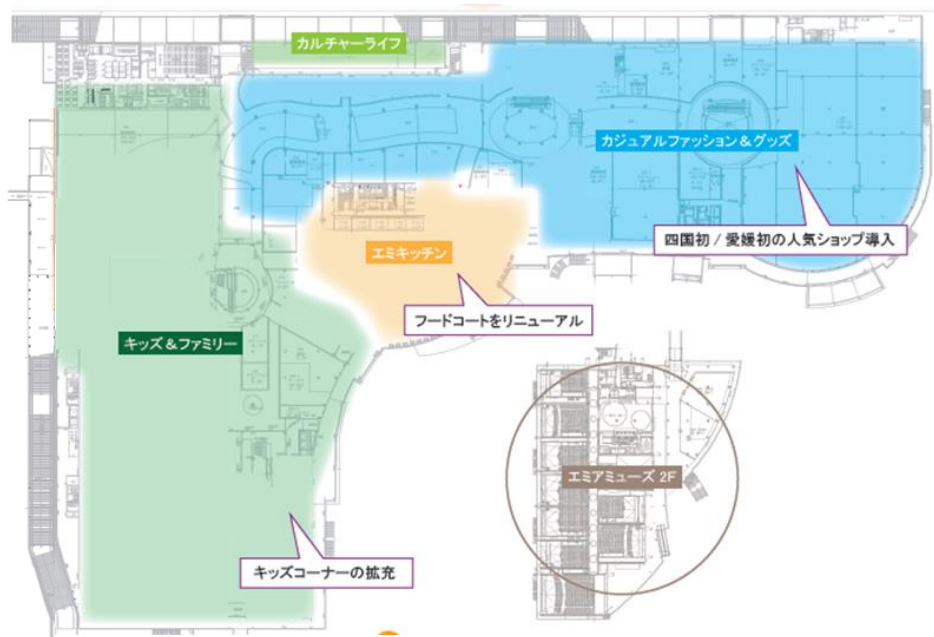 カルチャーライフ
カジュアルファッション＆グッズ
四国初 / 愛媛初の人気ショップ導入
エミキッチン
フードコートをリニューアル
キッズ＆ファミリー
エミアミューズ 2F
キッズコーナーの拡充